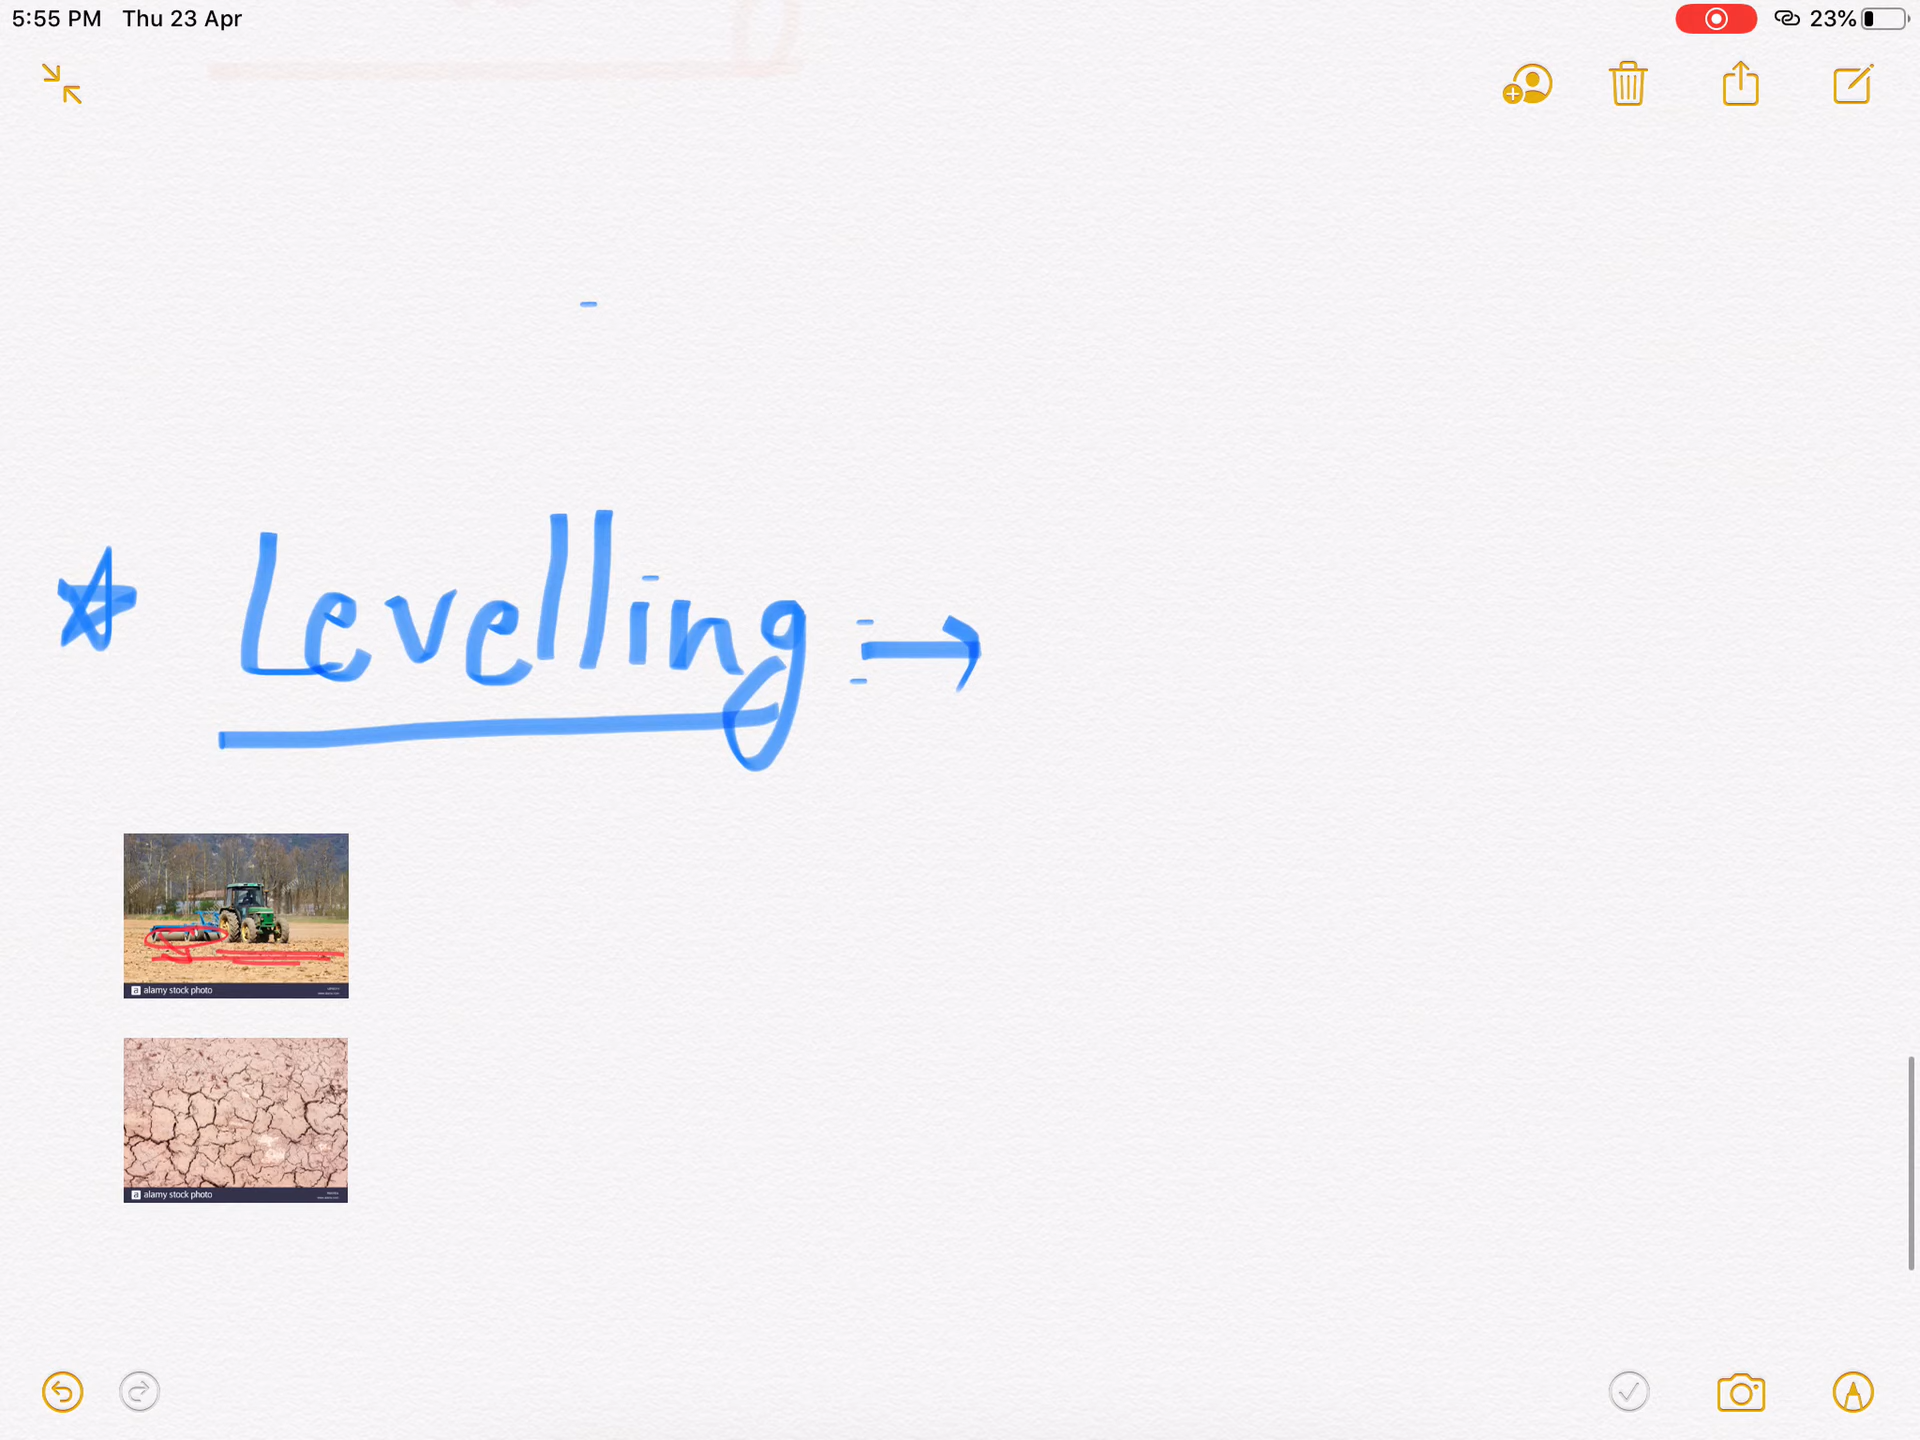 5:55 PM Thu 23 Apr
23%
* Levelling :→
a alamy stock photo
a alamy stock photo